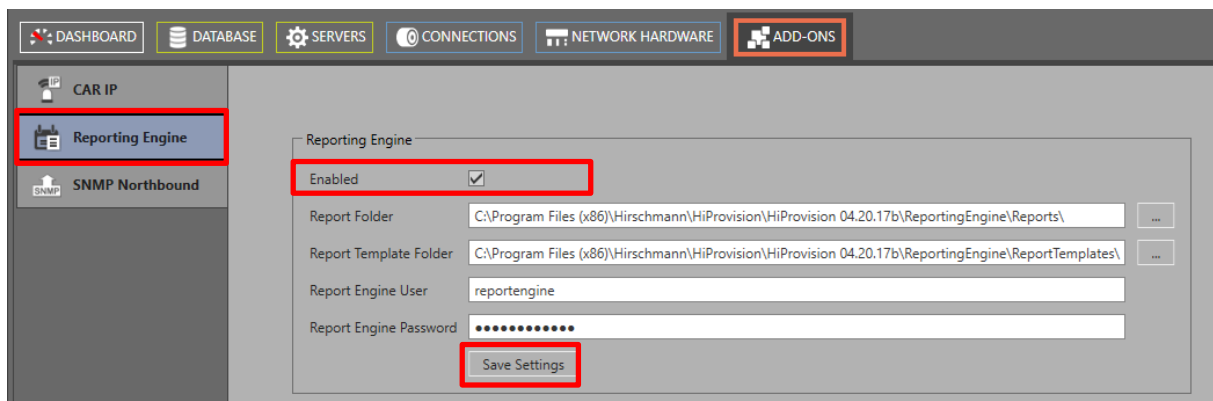 DASHBOARD DATABASE SERVERS CONNECTIONS NETWORK HARDWARE ADD-ONS
IP CAR IP
Reporting Engine
SNMP SNMP Northbound
Reporting Engine
Enabled
Report Folder C:\Program Files (x86)\Hirschmann\HiProvision\HiProvision 04.20.17b\ReportingEngine\Reports\ ...
Report Template Folder C:\Program Files (x86)\Hirschmann\HiProvision\HiProvision 04.20.17b\ReportingEngine\ReportTemplates\ ...
Report Engine User reportengine
Report Engine Password ●●●●●●●●●●●●
Save Settings